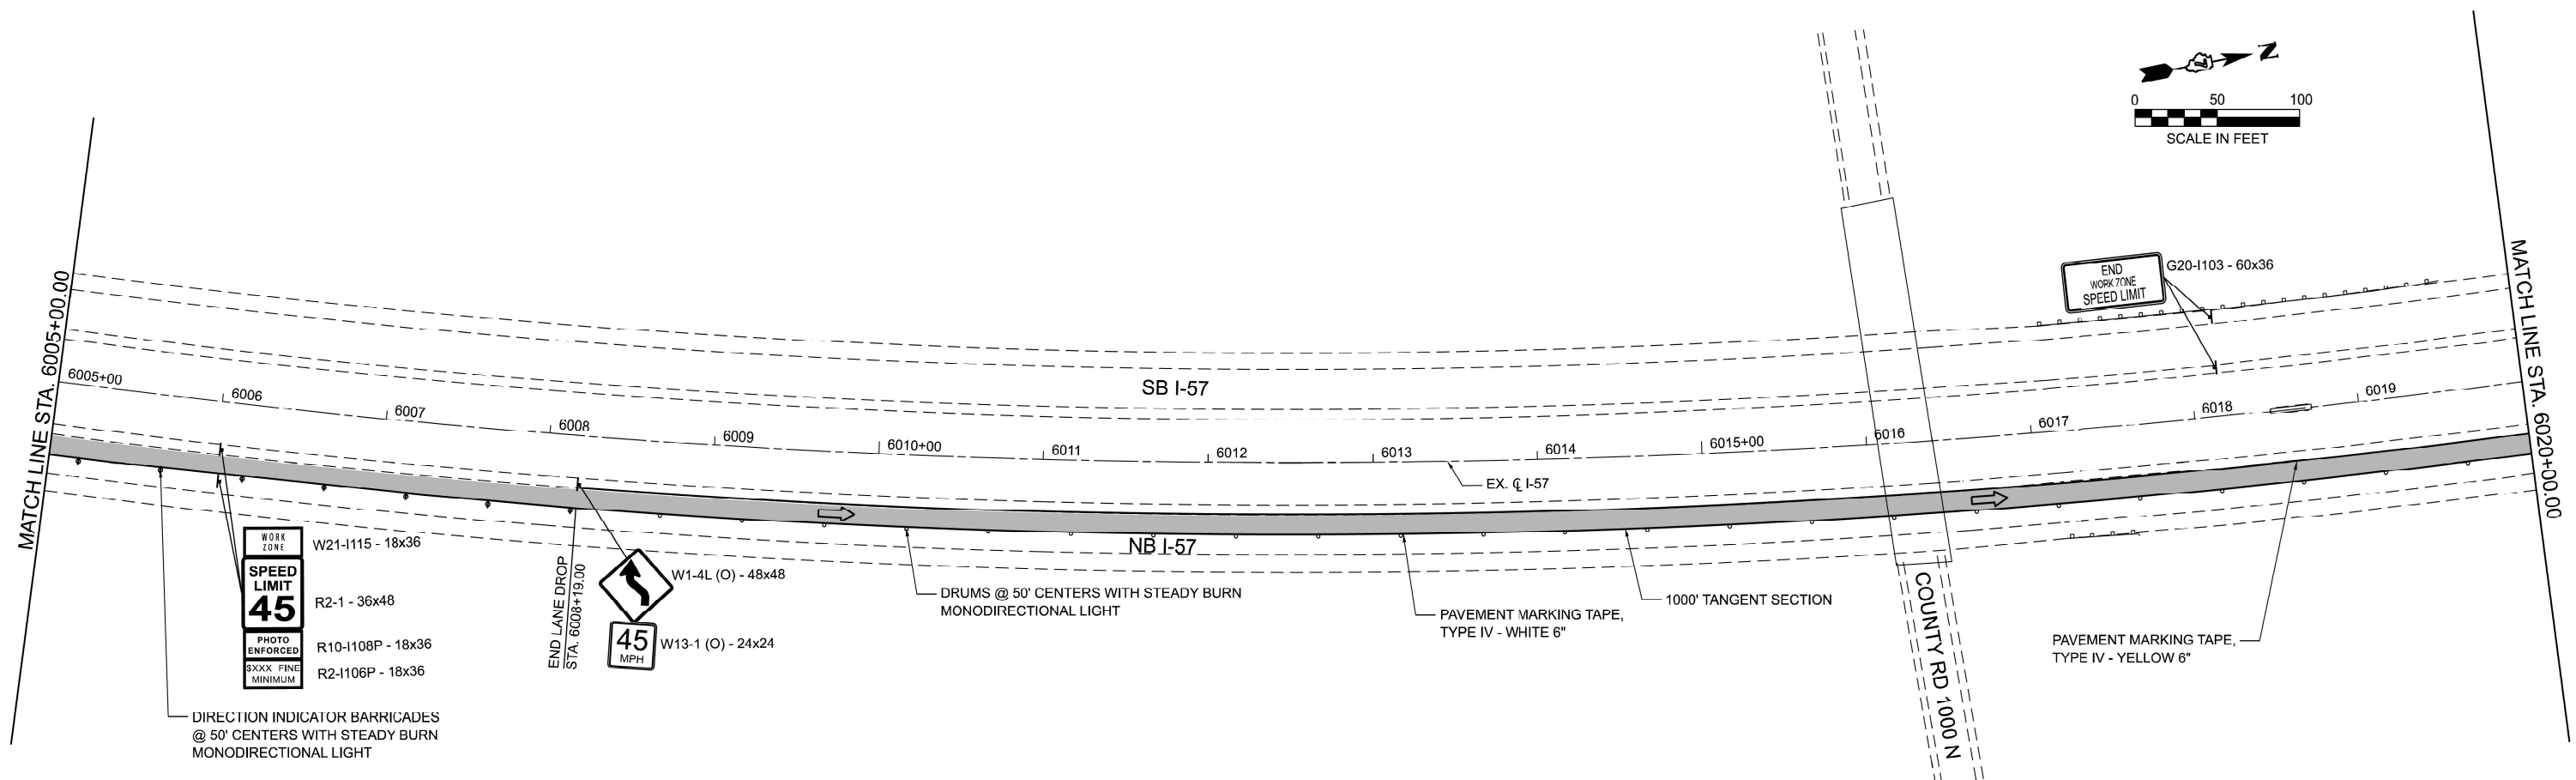 N
0 50 100
SCALE IN FEET
MATCH LINE STA. 6005+00.00
MATCH LINE STA. 6020+00.00
END
WORK ZONE
SPEED LIMIT
G20-I103 - 60x36
SB I-57
6005+00
6006
6007
6008
6009
6010+00
6011
6012
6013
6014
6015+00
6016
6017
6018
6019
EX. ℄ I-57
NB I-57
WORK
ZONE
W21-I115 - 18x36
SPEED
LIMIT
45
R2-1 - 36x48
PHOTO
ENFORCED
R10-I108P - 18x36
$XXX FINE
MINIMUM
R2-I106P - 18x36
DIRECTION INDICATOR BARRICADES
@ 50' CENTERS WITH STEADY BURN
MONODIRECTIONAL LIGHT
END LANE DROP
STA. 6008+19.00
W1-4L (O) - 48x48
45
MPH
W13-1 (O) - 24x24
DRUMS @ 50' CENTERS WITH STEADY BURN
MONODIRECTIONAL LIGHT
PAVEMENT MARKING TAPE,
TYPE IV - WHITE 6"
1000' TANGENT SECTION
COUNTY RD 1000 N
PAVEMENT MARKING TAPE,
TYPE IV - YELLOW 6"